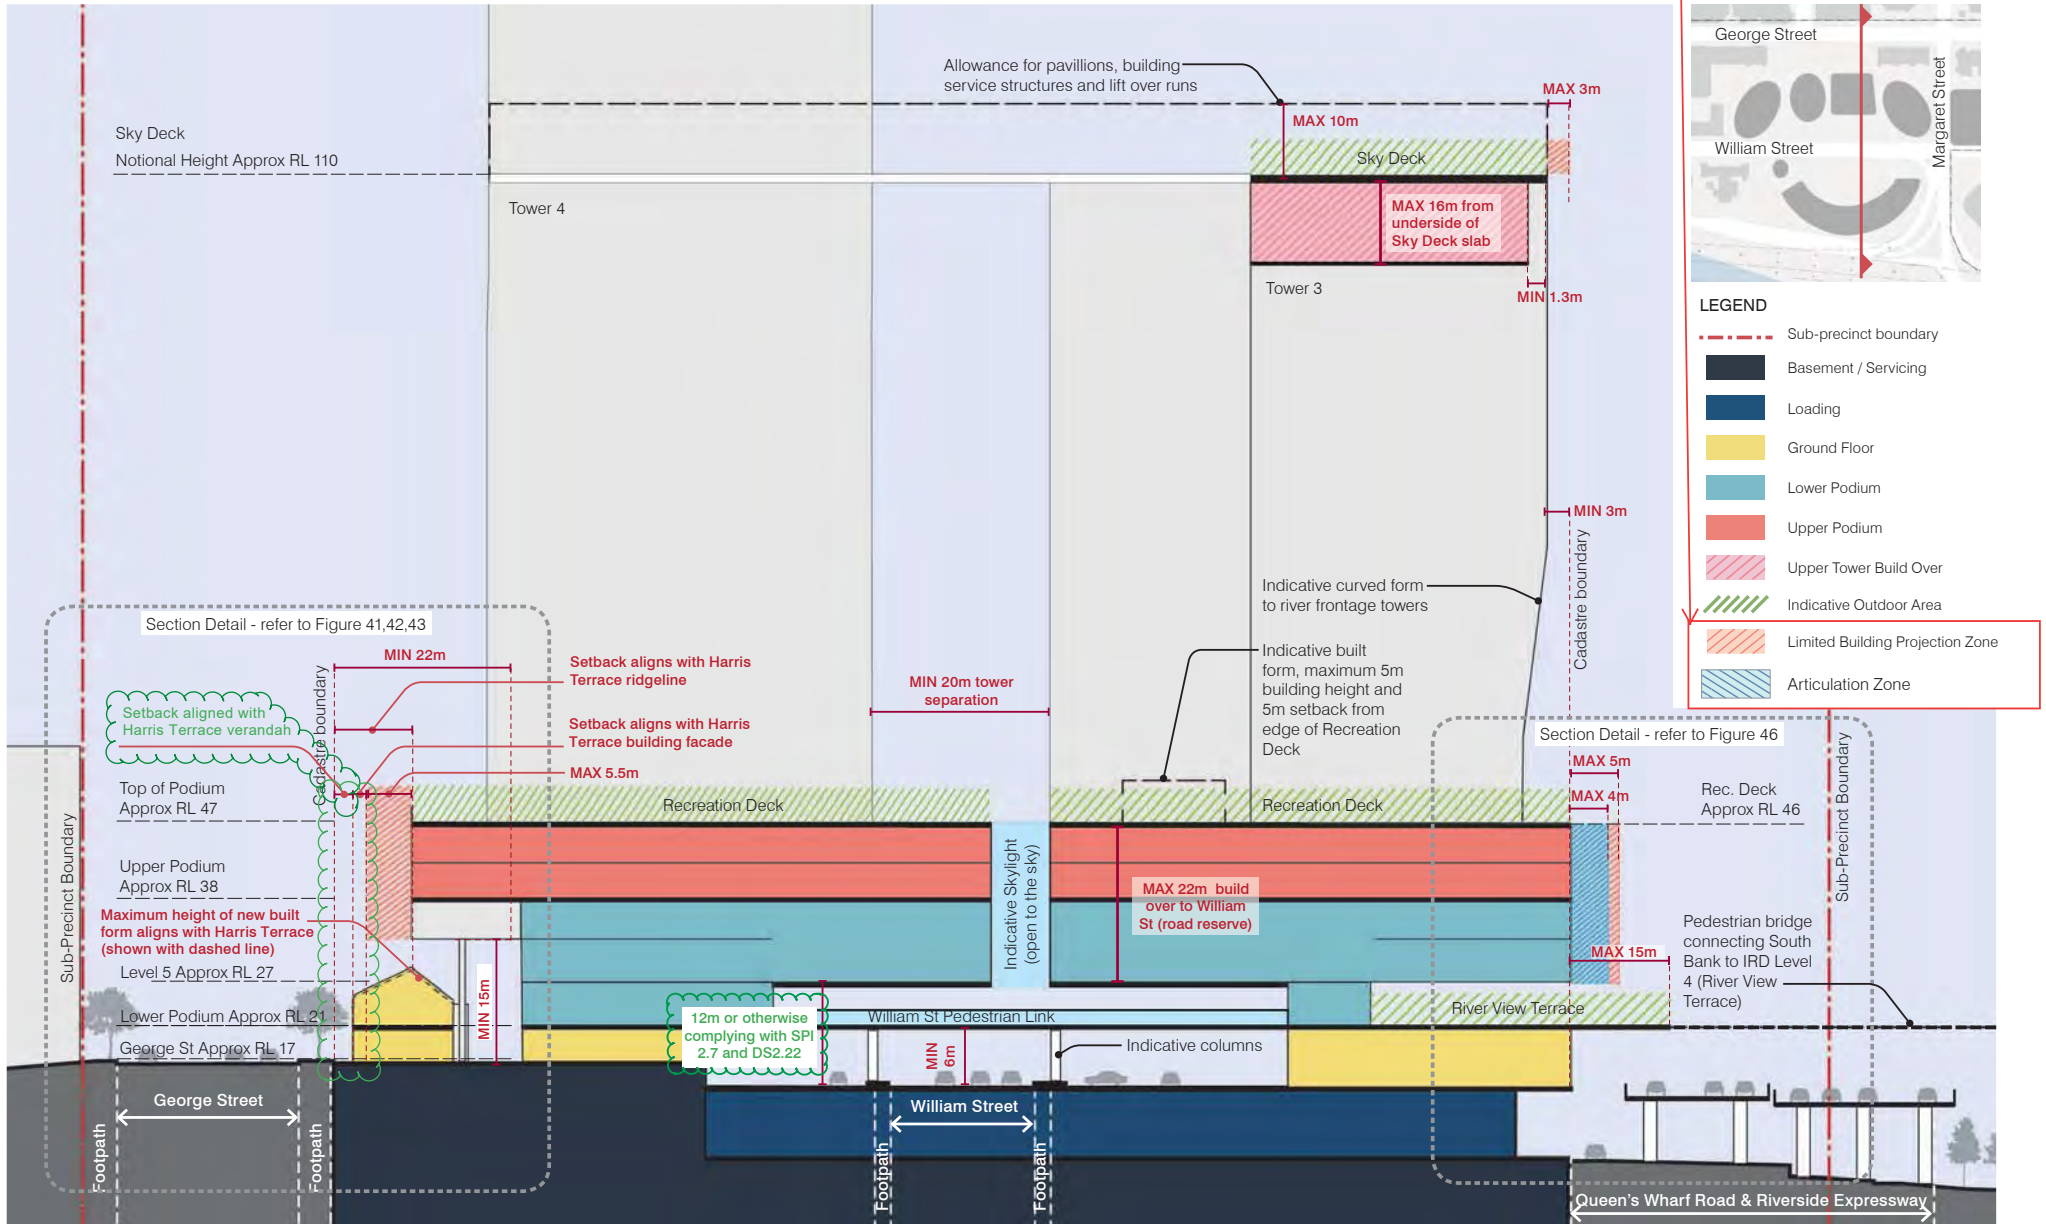 Allowance for pavillions, building
service structures and lift over runs
MAX 3m
MAX 10m
Sky Deck
Notional Height Approx RL 110
Sky Deck
Tower 4
MAX 16m from
underside of
Sky Deck slab
Tower 3
MIN 1.3m
MIN 3m
Cadastre boundary
Indicative curved form
to river frontage towers
Indicative built
form, maximum 5m
building height and
5m setback from
edge of Recreation
Deck
Section Detail - refer to Figure 41,42,43
MIN 22m
Setback aligns with Harris
Terrace ridgeline
Setback aligned with
Harris Terrace verandah
Cadastre boundary
Setback aligns with Harris
Terrace building facade
MAX 5.5m
MIN 20m tower
separation
Section Detail - refer to Figure 46
MAX 5m
MAX 4m
Rec. Deck
Approx RL 46
Sub-Precinct Boundary
Top of Podium
Approx RL 47
Recreation Deck
Recreation Deck
Upper Podium
Approx RL 38
Indicative Skylight
(open to the sky)
MAX 22m build
over to William
St (road reserve)
Maximum height of new built
form aligns with Harris Terrace
(shown with dashed line)
Sub-Precinct Boundary
Level 5 Approx RL 27
Lower Podium Approx RL 21
George St Approx RL 17
MIN 15m
12m or otherwise
complying with SPI
2.7 and DS2.22
William St Pedestrian Link
MIN
6m
Indicative columns
MAX 15m
River View Terrace
Pedestrian bridge
connecting South
Bank to IRD Level
4 (River View
Terrace)
George Street
Footpath
Footpath
William Street
Footpath
Footpath
Queen's Wharf Road & Riverside Expressway
George Street
William Street
Margaret Street
LEGEND
Sub-precinct boundary
Basement / Servicing
Loading
Ground Floor
Lower Podium
Upper Podium
Upper Tower Build Over
Indicative Outdoor Area
Limited Building Projection Zone
Articulation Zone